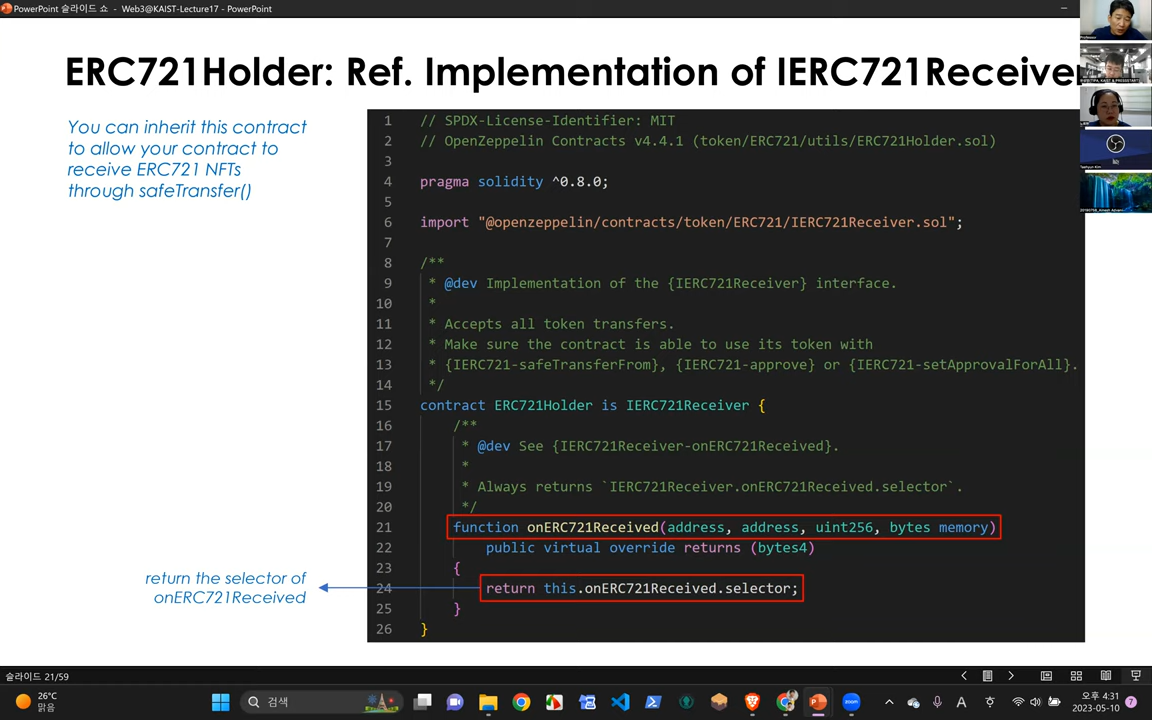 PowerPoint 슬라이드 쇼 - Web3@KAIST-Lecture17 - PowerPoint
ERC721Holder: Ref. Implementation of IERC721Receiver
You can inherit this contract
to allow your contract to
receive ERC721 NFTs
through safeTransfer()
1 // SPDX-License-Identifier: MIT
2 // OpenZeppelin Contracts v4.4.1 (token/ERC721/utils/ERC721Holder.sol)
3
4 pragma solidity ^0.8.0;
5
6 import "@openzeppelin/contracts/token/ERC721/IERC721Receiver.sol";
7
8 /**
9 * @dev Implementation of the {IERC721Receiver} interface.
10 *
11 * Accepts all token transfers.
12 * Make sure the contract is able to use its token with
13 * {IERC721-safeTransferFrom}, {IERC721-approve} or {IERC721-setApprovalForAll}.
14 */
15 contract ERC721Holder is IERC721Receiver {
16 /**
17 * @dev See {IERC721Receiver-onERC721Received}.
18 *
19 * Always returns `IERC721Receiver.onERC721Received.selector`.
20 */
21 function onERC721Received(address, address, uint256, bytes memory)
22 public virtual override returns (bytes4)
23 {
24 return this.onERC721Received.selector;
25 }
26 }
return the selector of
onERC721Received
Professor
슬라이드 21/59
26°C
맑음
검색
A
오후 4:31
2023-05-10
7